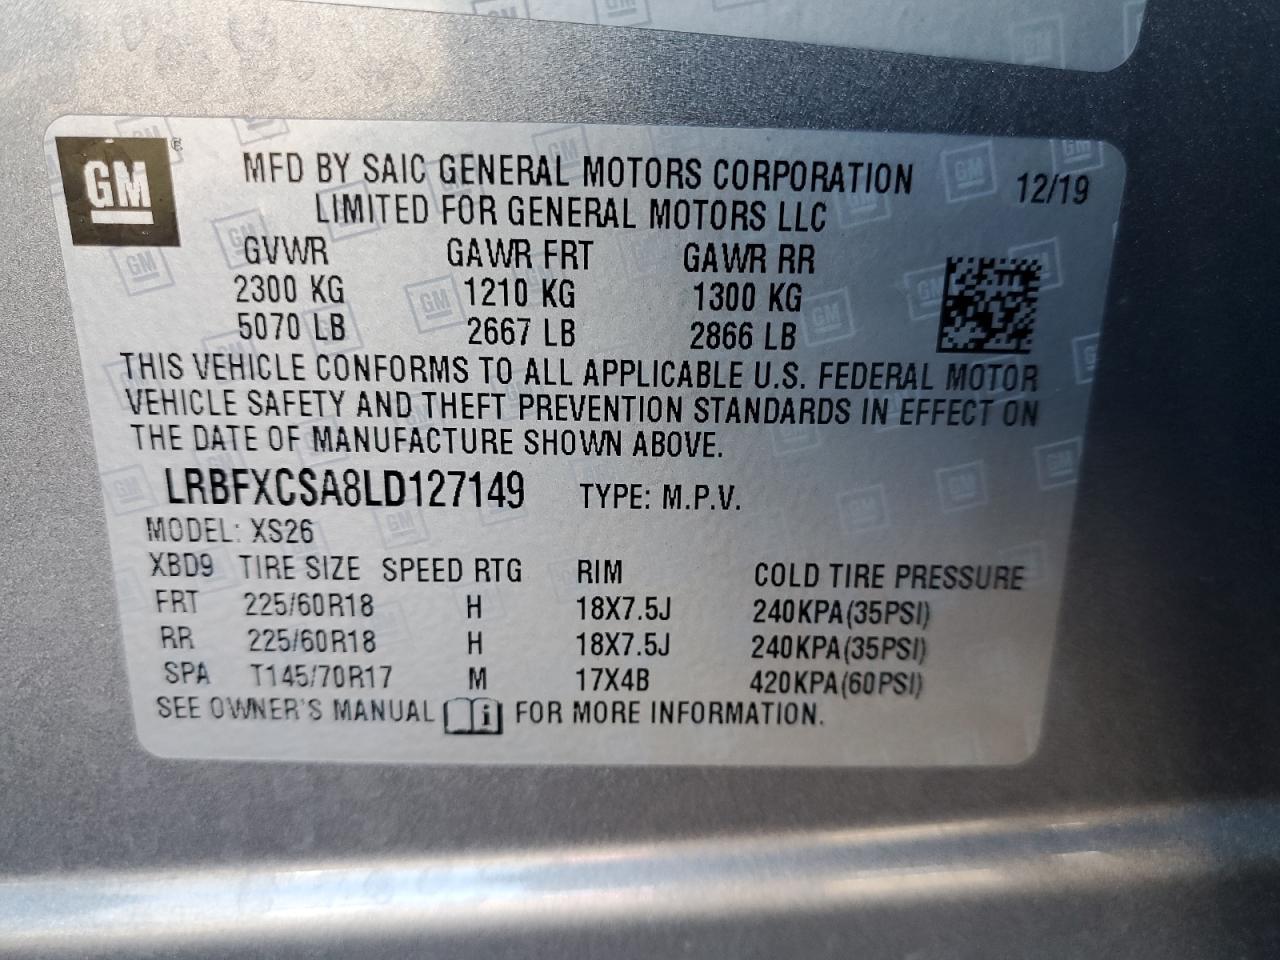 GM
MFD BY SAIC GENERAL MOTORS CORPORATION 12/19
LIMITED FOR GENERAL MOTORS LLC
GVWR GAWR FRT GAWR RR
2300 KG 1210 KG 1300 KG
5070 LB 2667 LB 2866 LB
THIS VEHICLE CONFORMS TO ALL APPLICABLE U.S. FEDERAL MOTOR
VEHICLE SAFETY AND THEFT PREVENTION STANDARDS IN EFFECT ON
THE DATE OF MANUFACTURE SHOWN ABOVE.
LRBFXCSA8LD127149 TYPE: M.P.V.
MODEL: XS26
XBD9 TIRE SIZE SPEED RTG RIM COLD TIRE PRESSURE
FRT 225/60R18 H 18X7.5J 240KPA(35PSI)
RR 225/60R18 H 18X7.5J 240KPA(35PSI)
SPA T145/70R17 M 17X4B 420KPA(60PSI)
SEE OWNER'S MANUAL i FOR MORE INFORMATION.